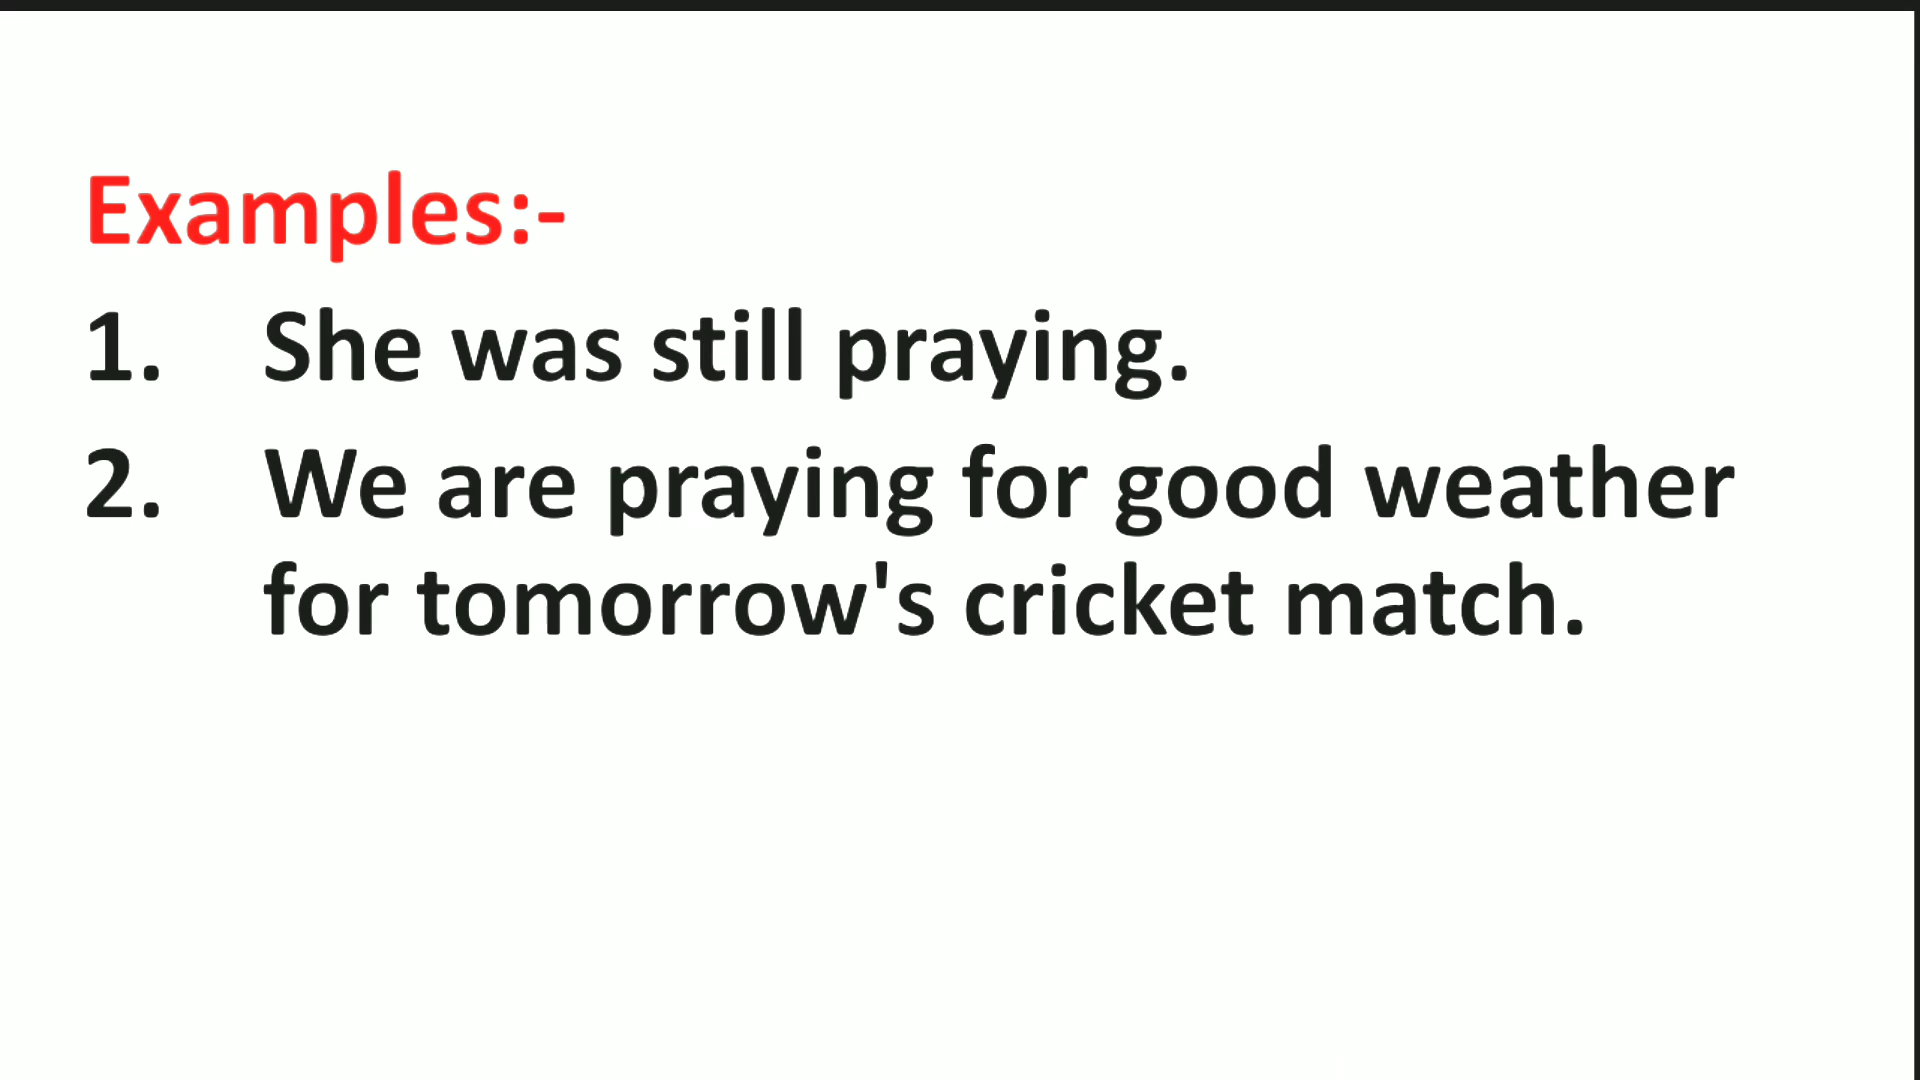 Examples:-
1. She was still praying.
2. We are praying for good weather
for tomorrow's cricket match.